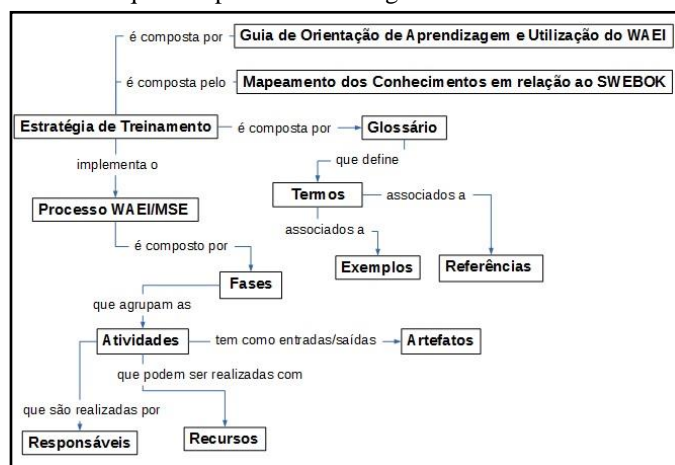 é composta por
Guia de Orientação de Aprendizagem e Utilização do WAEI
é composta pelo
Mapeamento dos Conhecimentos em relação ao SWEBOK
Estratégia de Treinamento
é composta por
Glossário
implementa o
que define
Processo WAEI/MSE
Termos
associados a
associados a
é composto por
Exemplos
Referências
Fases
que agrupam as
Atividades
tem como entradas/saídas
Artefatos
que podem ser realizadas com
que são realizadas por
Responsáveis
Recursos